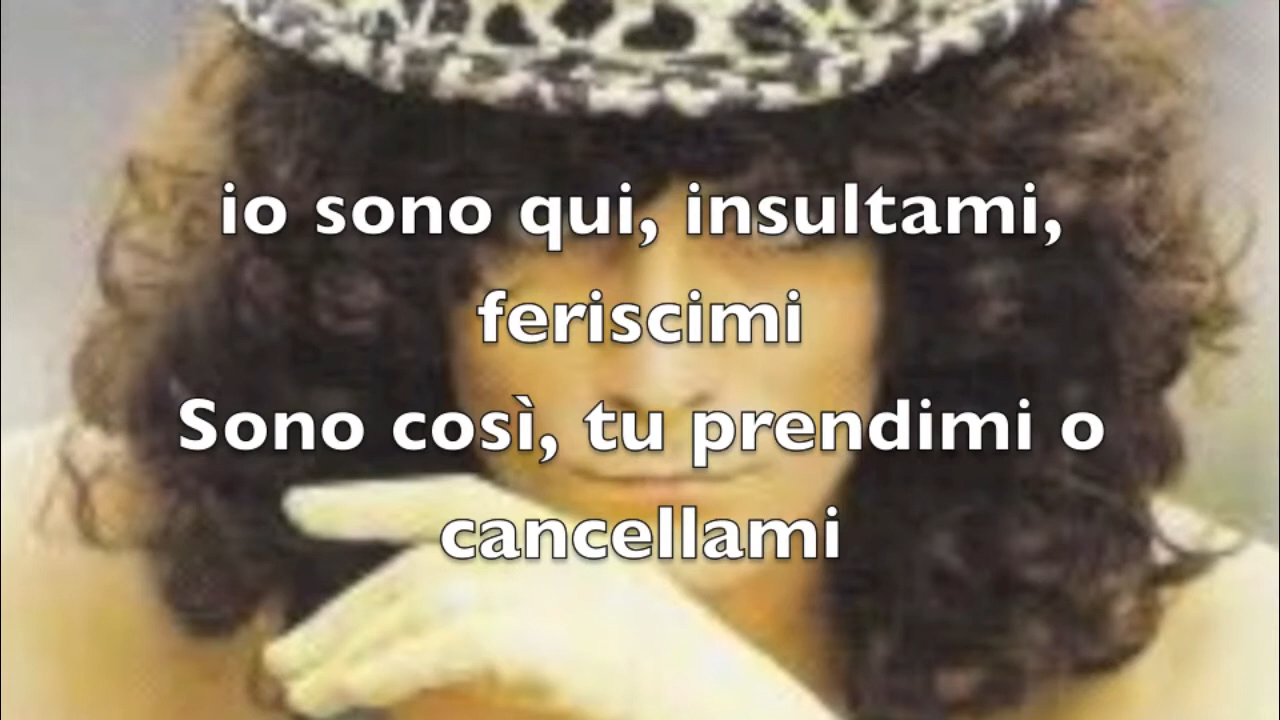 io sono qui, insultami,
feriscimi
Sono così, tu prendimi o
cancellami